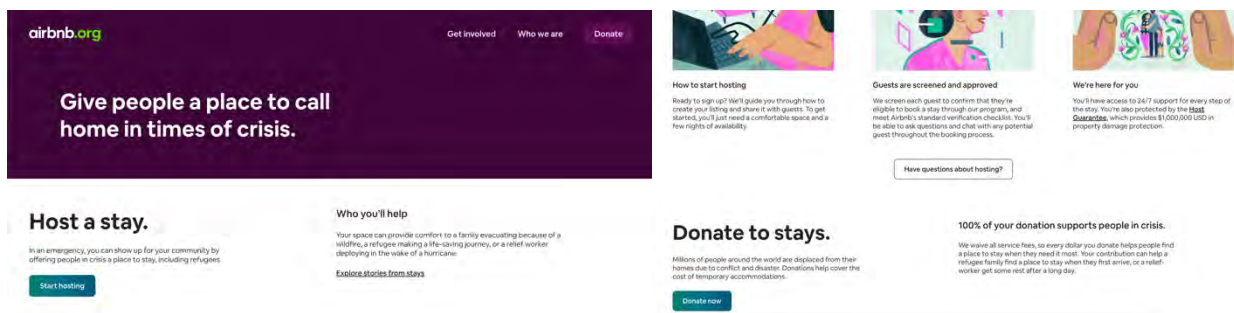 airbnb.org
Get involved
Who we are
Donate
Give people a place to call
home in times of crisis.
Host a stay.
In an emergency, you can show up for your community by
offering people in crisis a place to stay, including refugees
Start hosting
Who you'll help
Your space can provide comfort to a family evacuating because of a
wildfire, a refugee making a life-saving journey, or a relief worker
deploying in the wake of a hurricane.
Explore stories from stays
How to start hosting
Ready to sign up? We'll guide you through how to
create your listing and share it with guests. To get
started, you'll just need a comfortable space and a
few nights of availability.
Guests are screened and approved
We screen each guest to confirm that they're
eligible to book a stay through our program, and
meet Airbnb's standard verification checklist. You'll
be able to ask questions and chat with any potential
guest throughout the booking process.
We're here for you
You'll have access to 24/7 support for every step of
the stay. You're also protected by the Host
Guarantee, which provides $1,000,000 USD in
property damage protection.
Have questions about hosting?
Donate to stays.
Millions of people around the world are displaced from their
homes due to conflict and disaster. Donations help cover the
cost of temporary accommodations.
Donate now
100% of your donation supports people in crisis.
We waive all service fees, so every dollar you donate helps people find
a place to stay when they need it most. Your contribution can help a
refugee family find a place to stay when they first arrive, or a relief-
worker get some rest after a long day.